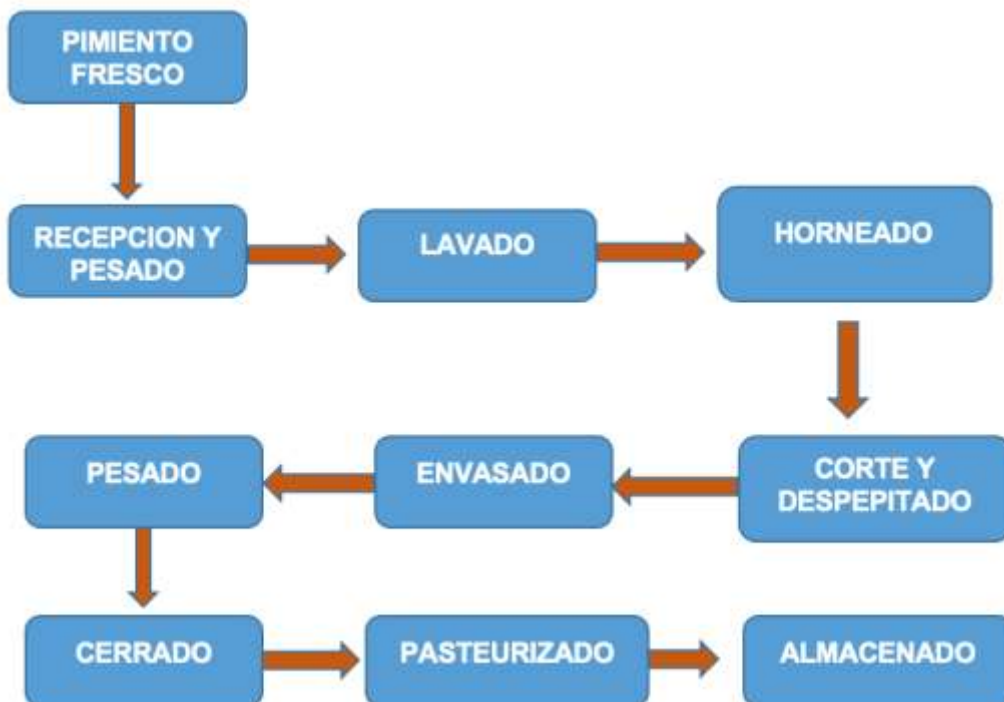 PIMIENTO
FRESCO
RECEPCION Y
PESADO
LAVADO
HORNEADO
CORTE Y
DESPEPITADO
ENVASADO
PESADO
CERRADO
PASTEURIZADO
ALMACENADO